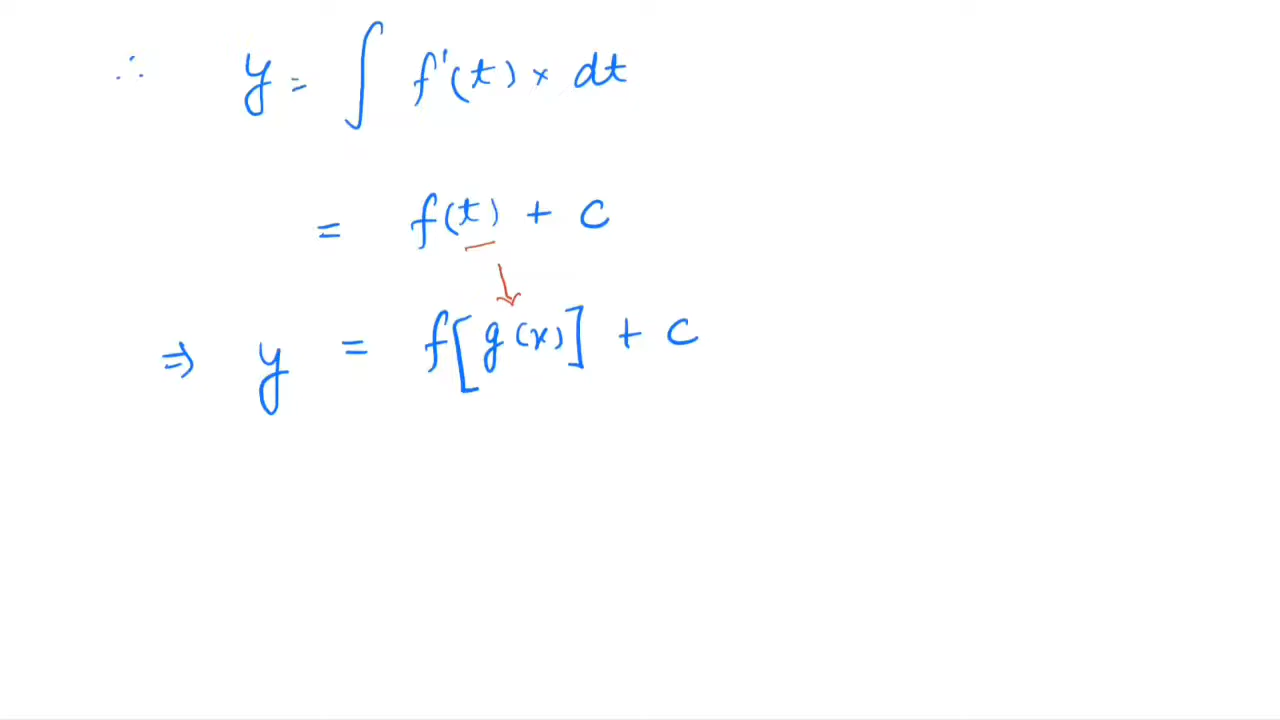 ∴ y = ∫ f'(t) × dt
= f(t) + c
⇒ y = f[g(x)] + c